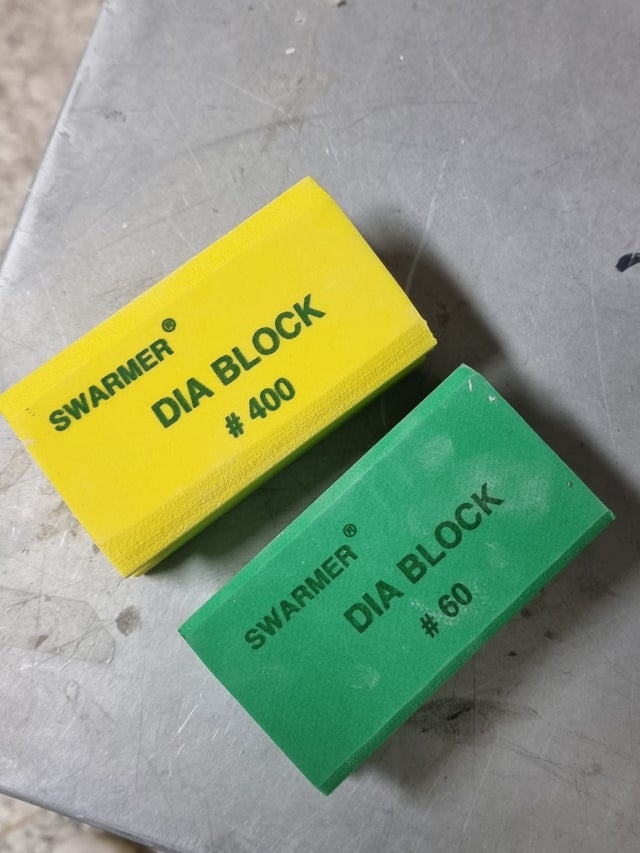 SWARMER®
DIA BLOCK
# 400
SWARMER®
DIA BLOCK
# 60